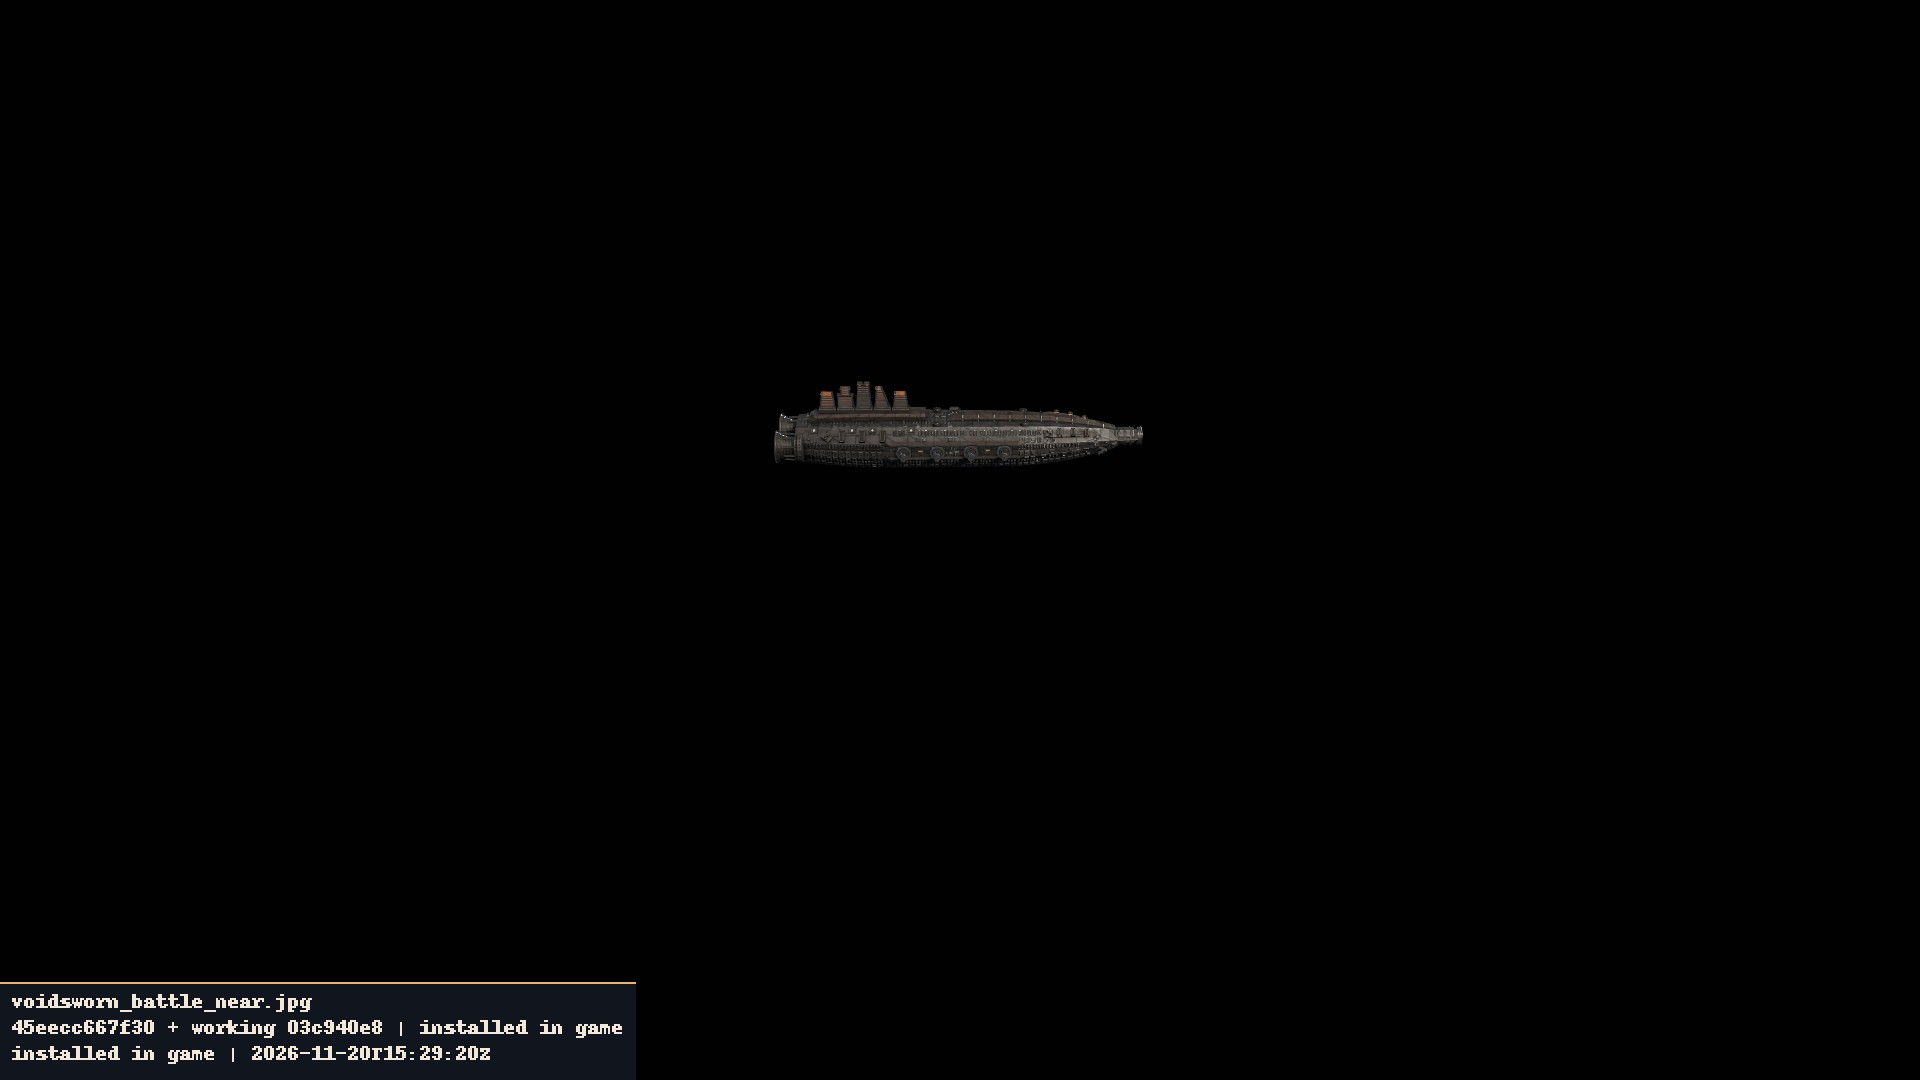 voidsworn_battle_near.jpg
45eecc667f30 + working 03c940e8 | installed in game
installed in game | 2026-11-20T15:29:20z